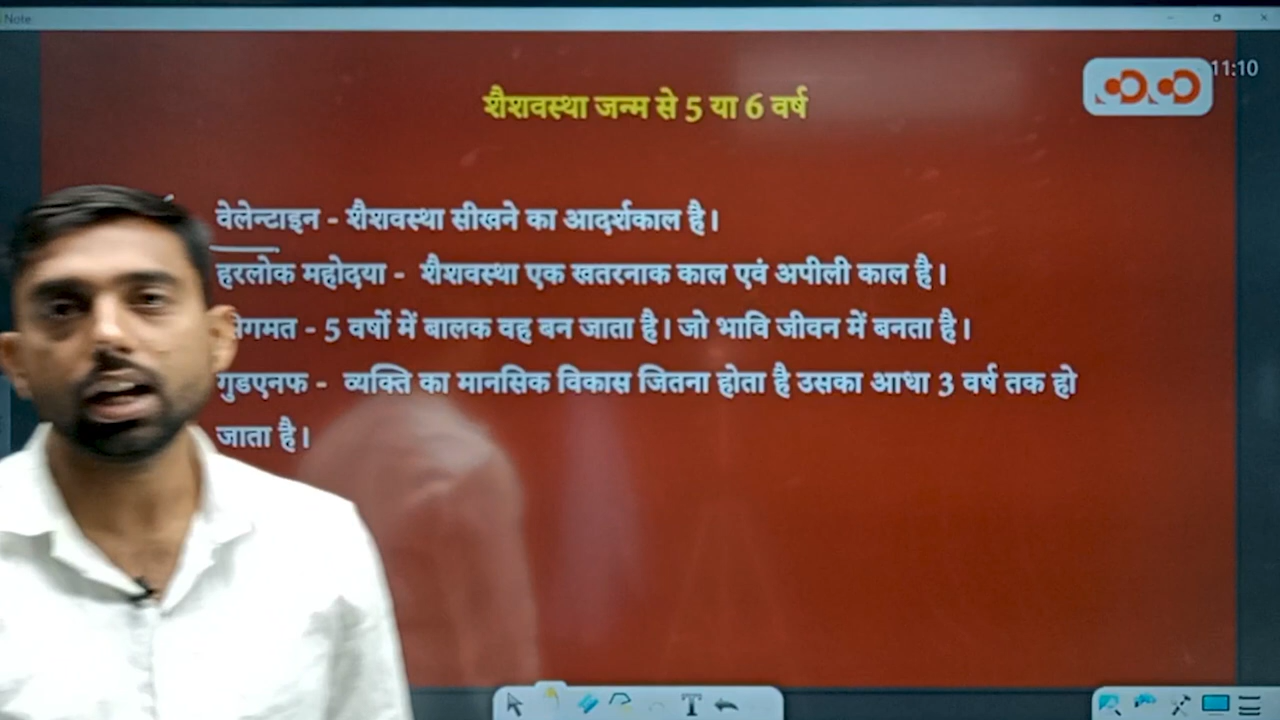 Note
11:10
शैशवस्था जन्म से 5 या 6 वर्ष
वेलेन्टाइन - शैशवस्था सीखने का आदर्शकाल है।
हरलोक महोदया - शैशवस्था एक खतरनाक काल एवं अपीली काल है।
- 5 वर्षो में बालक वह बन जाता है। जो भावि जीवन में बनता है।
गुडएनफ - व्यक्ति का मानसिक विकास जितना होता है उसका आधा 3 वर्ष तक हो
जाता है।